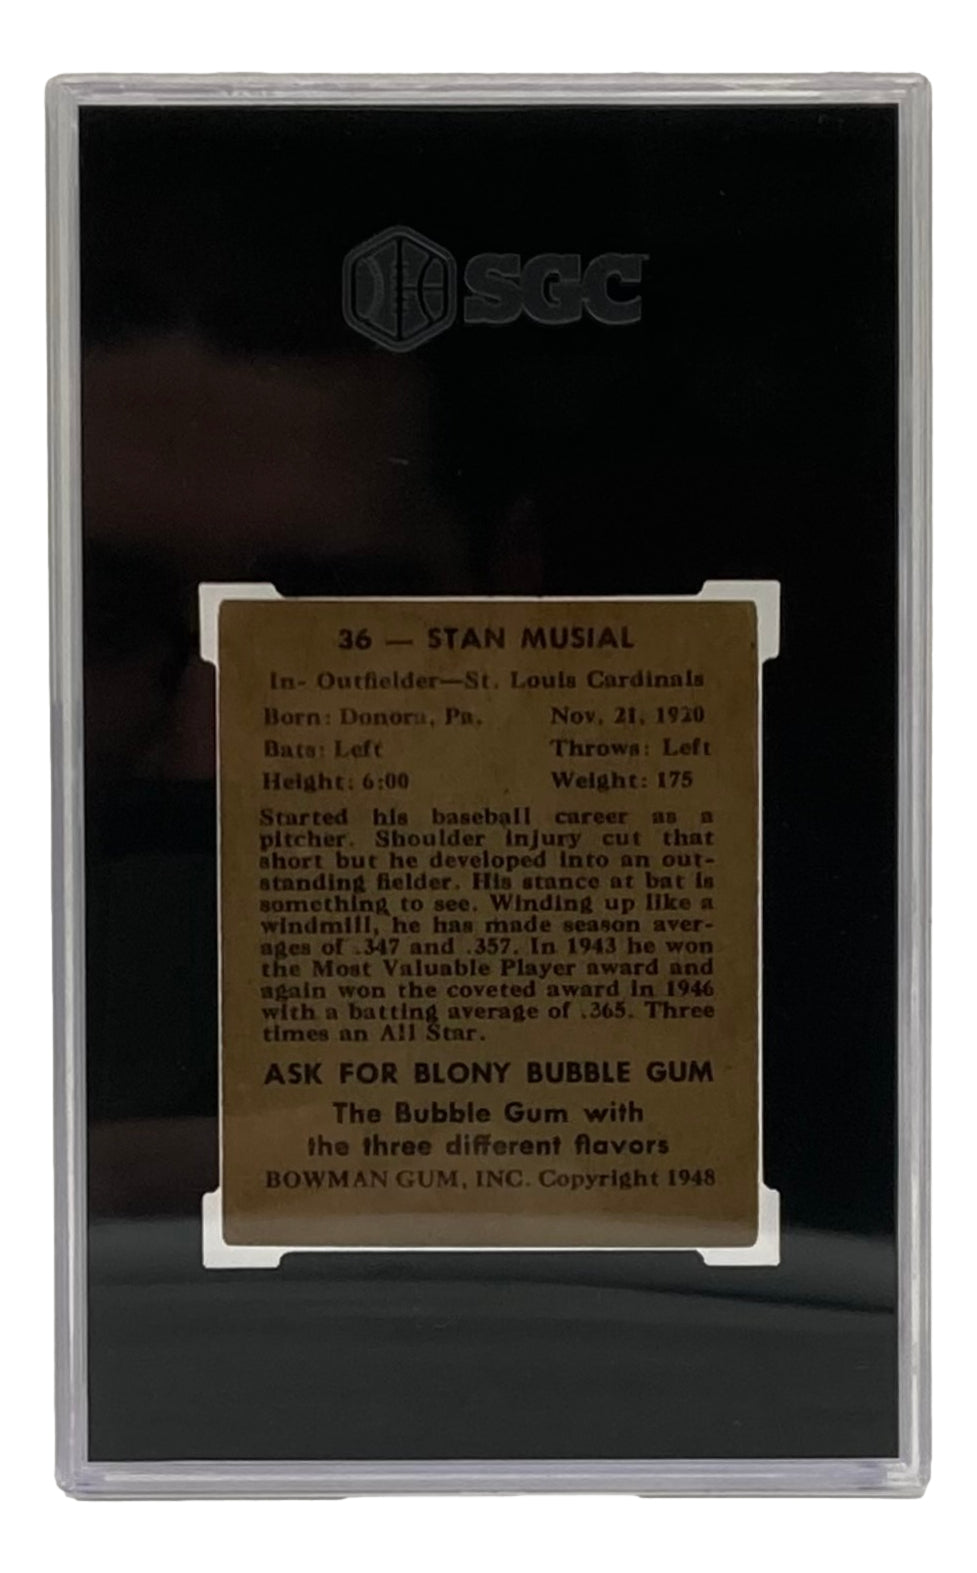 SGC
36 — STAN MUSIAL
In- Outfielder—St. Louis Cardinals
Born: Donora, Pa. Nov. 21, 1920
Bats: Left Throws: Left
Height: 6:00 Weight: 175
Started his baseball career as a
pitcher. Shoulder injury cut that
short but he developed into an out-
standing fielder. His stance at bat is
something to see. Winding up like a
windmill, he has made season aver-
ages of .347 and .357. In 1943 he won
the Most Valuable Player award and
again won the coveted award in 1946
with a batting average of .365. Three
times an All Star.
ASK FOR BLONY BUBBLE GUM
The Bubble Gum with
the three different flavors
BOWMAN GUM, INC. Copyright 1948